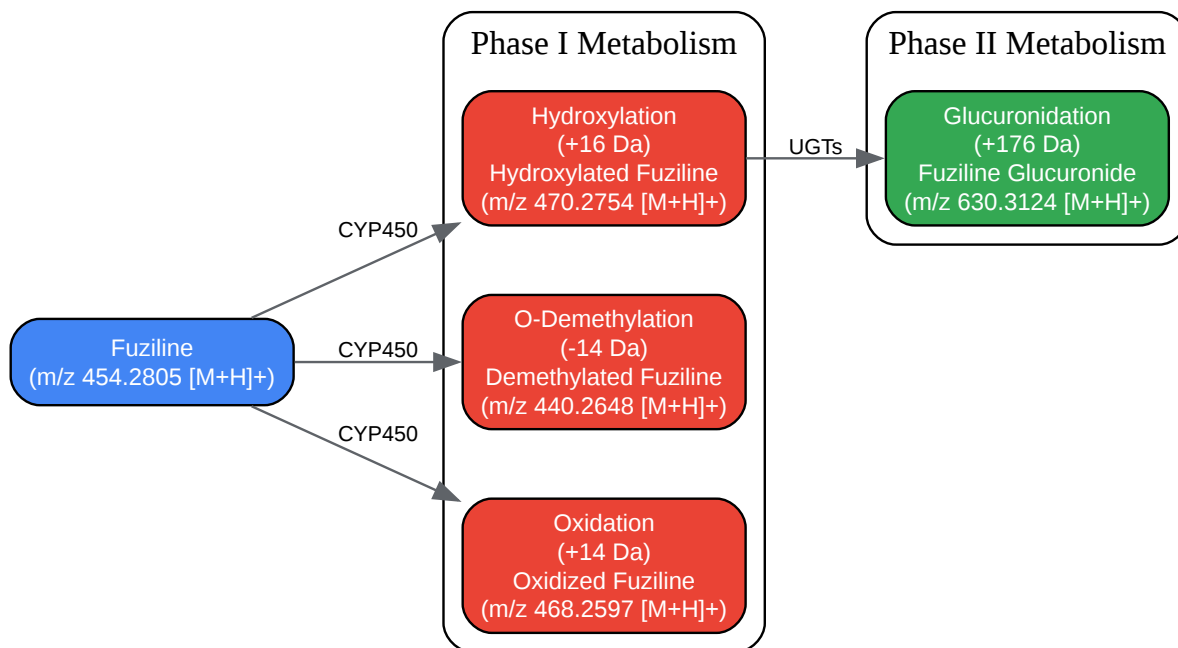 Phase I Metabolism
Phase II Metabolism
Hydroxylation
(+16 Da)
Hydroxylated Fuziline
(m/z 470.2754 [M+H]+)
UGTs
Glucuronidation
(+176 Da)
Fuziline Glucuronide
(m/z 630.3124 [M+H]+)
CYP450
Fuziline
(m/z 454.2805 [M+H]+)
CYP450
O-Demethylation
(-14 Da)
Demethylated Fuziline
(m/z 440.2648 [M+H]+)
CYP450
Oxidation
(+14 Da)
Oxidized Fuziline
(m/z 468.2597 [M+H]+)